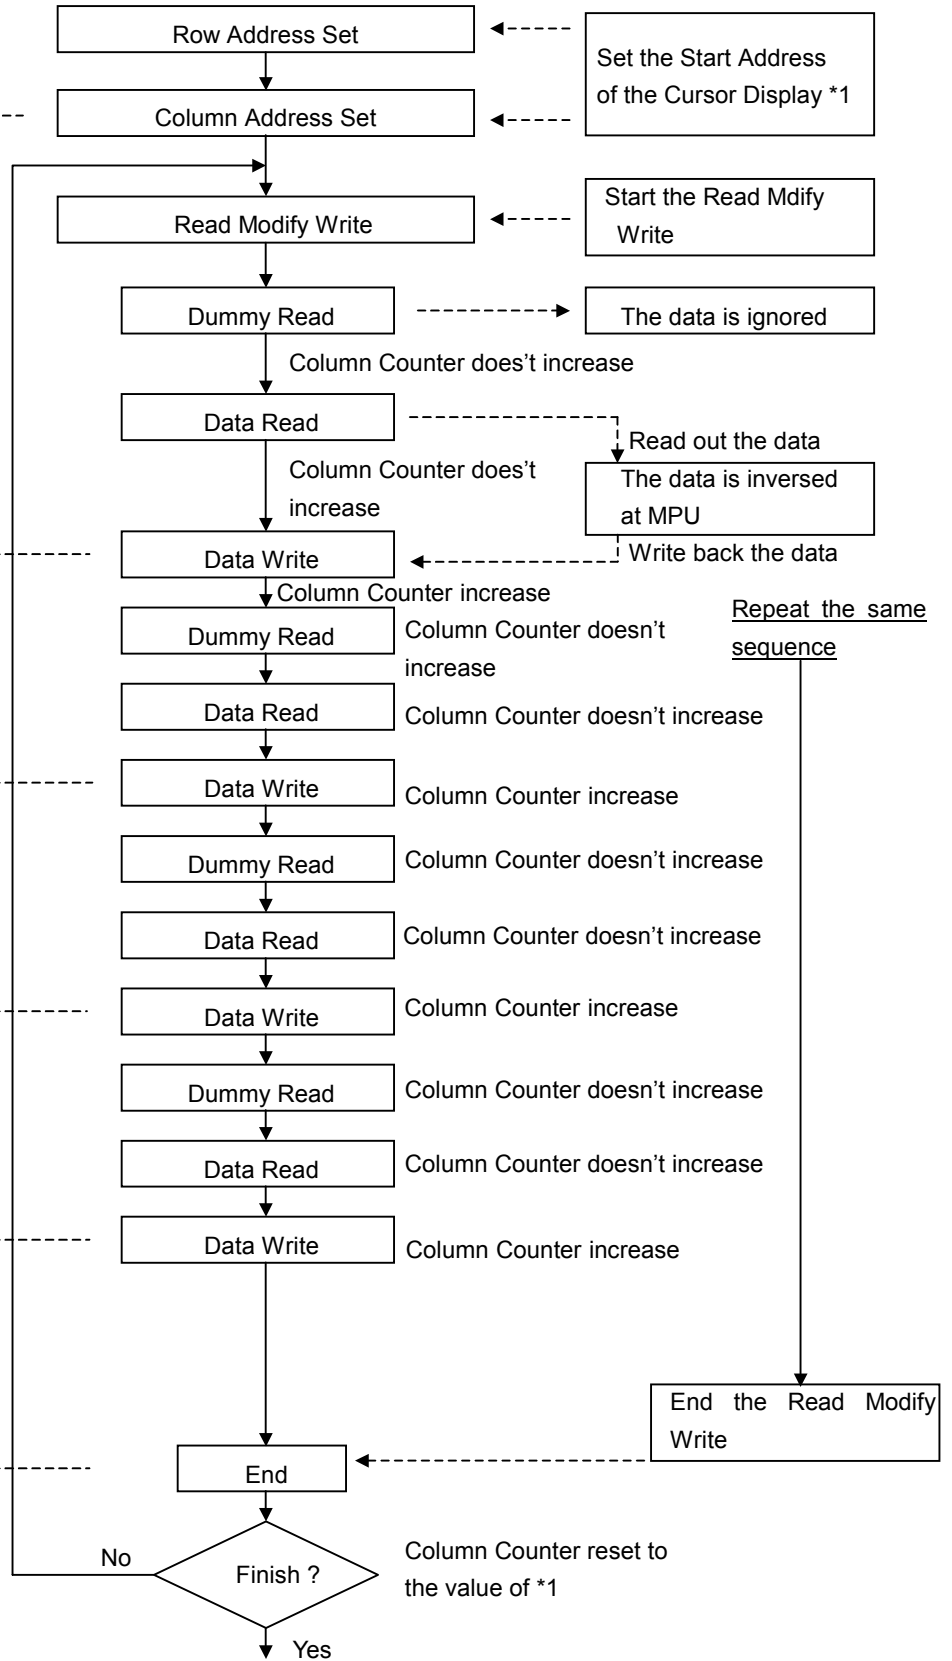 Row Address Set
Set the Start Address
of the Cursor Display *1
Column Address Set
Start the Read Mdify
Write
Read Modify Write
Dummy Read
The data is ignored
Column Counter does't increase
Data Read
Read out the data
Column Counter does't
increase
The data is inversed
at MPU
Data Write
Write back the data
Column Counter increase
Repeat the same
sequence
Dummy Read
Column Counter doesn't
increase
Data Read
Column Counter doesn't increase
Data Write
Column Counter increase
Dummy Read
Column Counter doesn't increase
Data Read
Column Counter doesn't increase
Data Write
Column Counter increase
Dummy Read
Column Counter doesn't increase
Data Read
Column Counter doesn't increase
Data Write
Column Counter increase
End the Read Modify
Write
End
No
Finish ?
Column Counter reset to
the value of *1
Yes